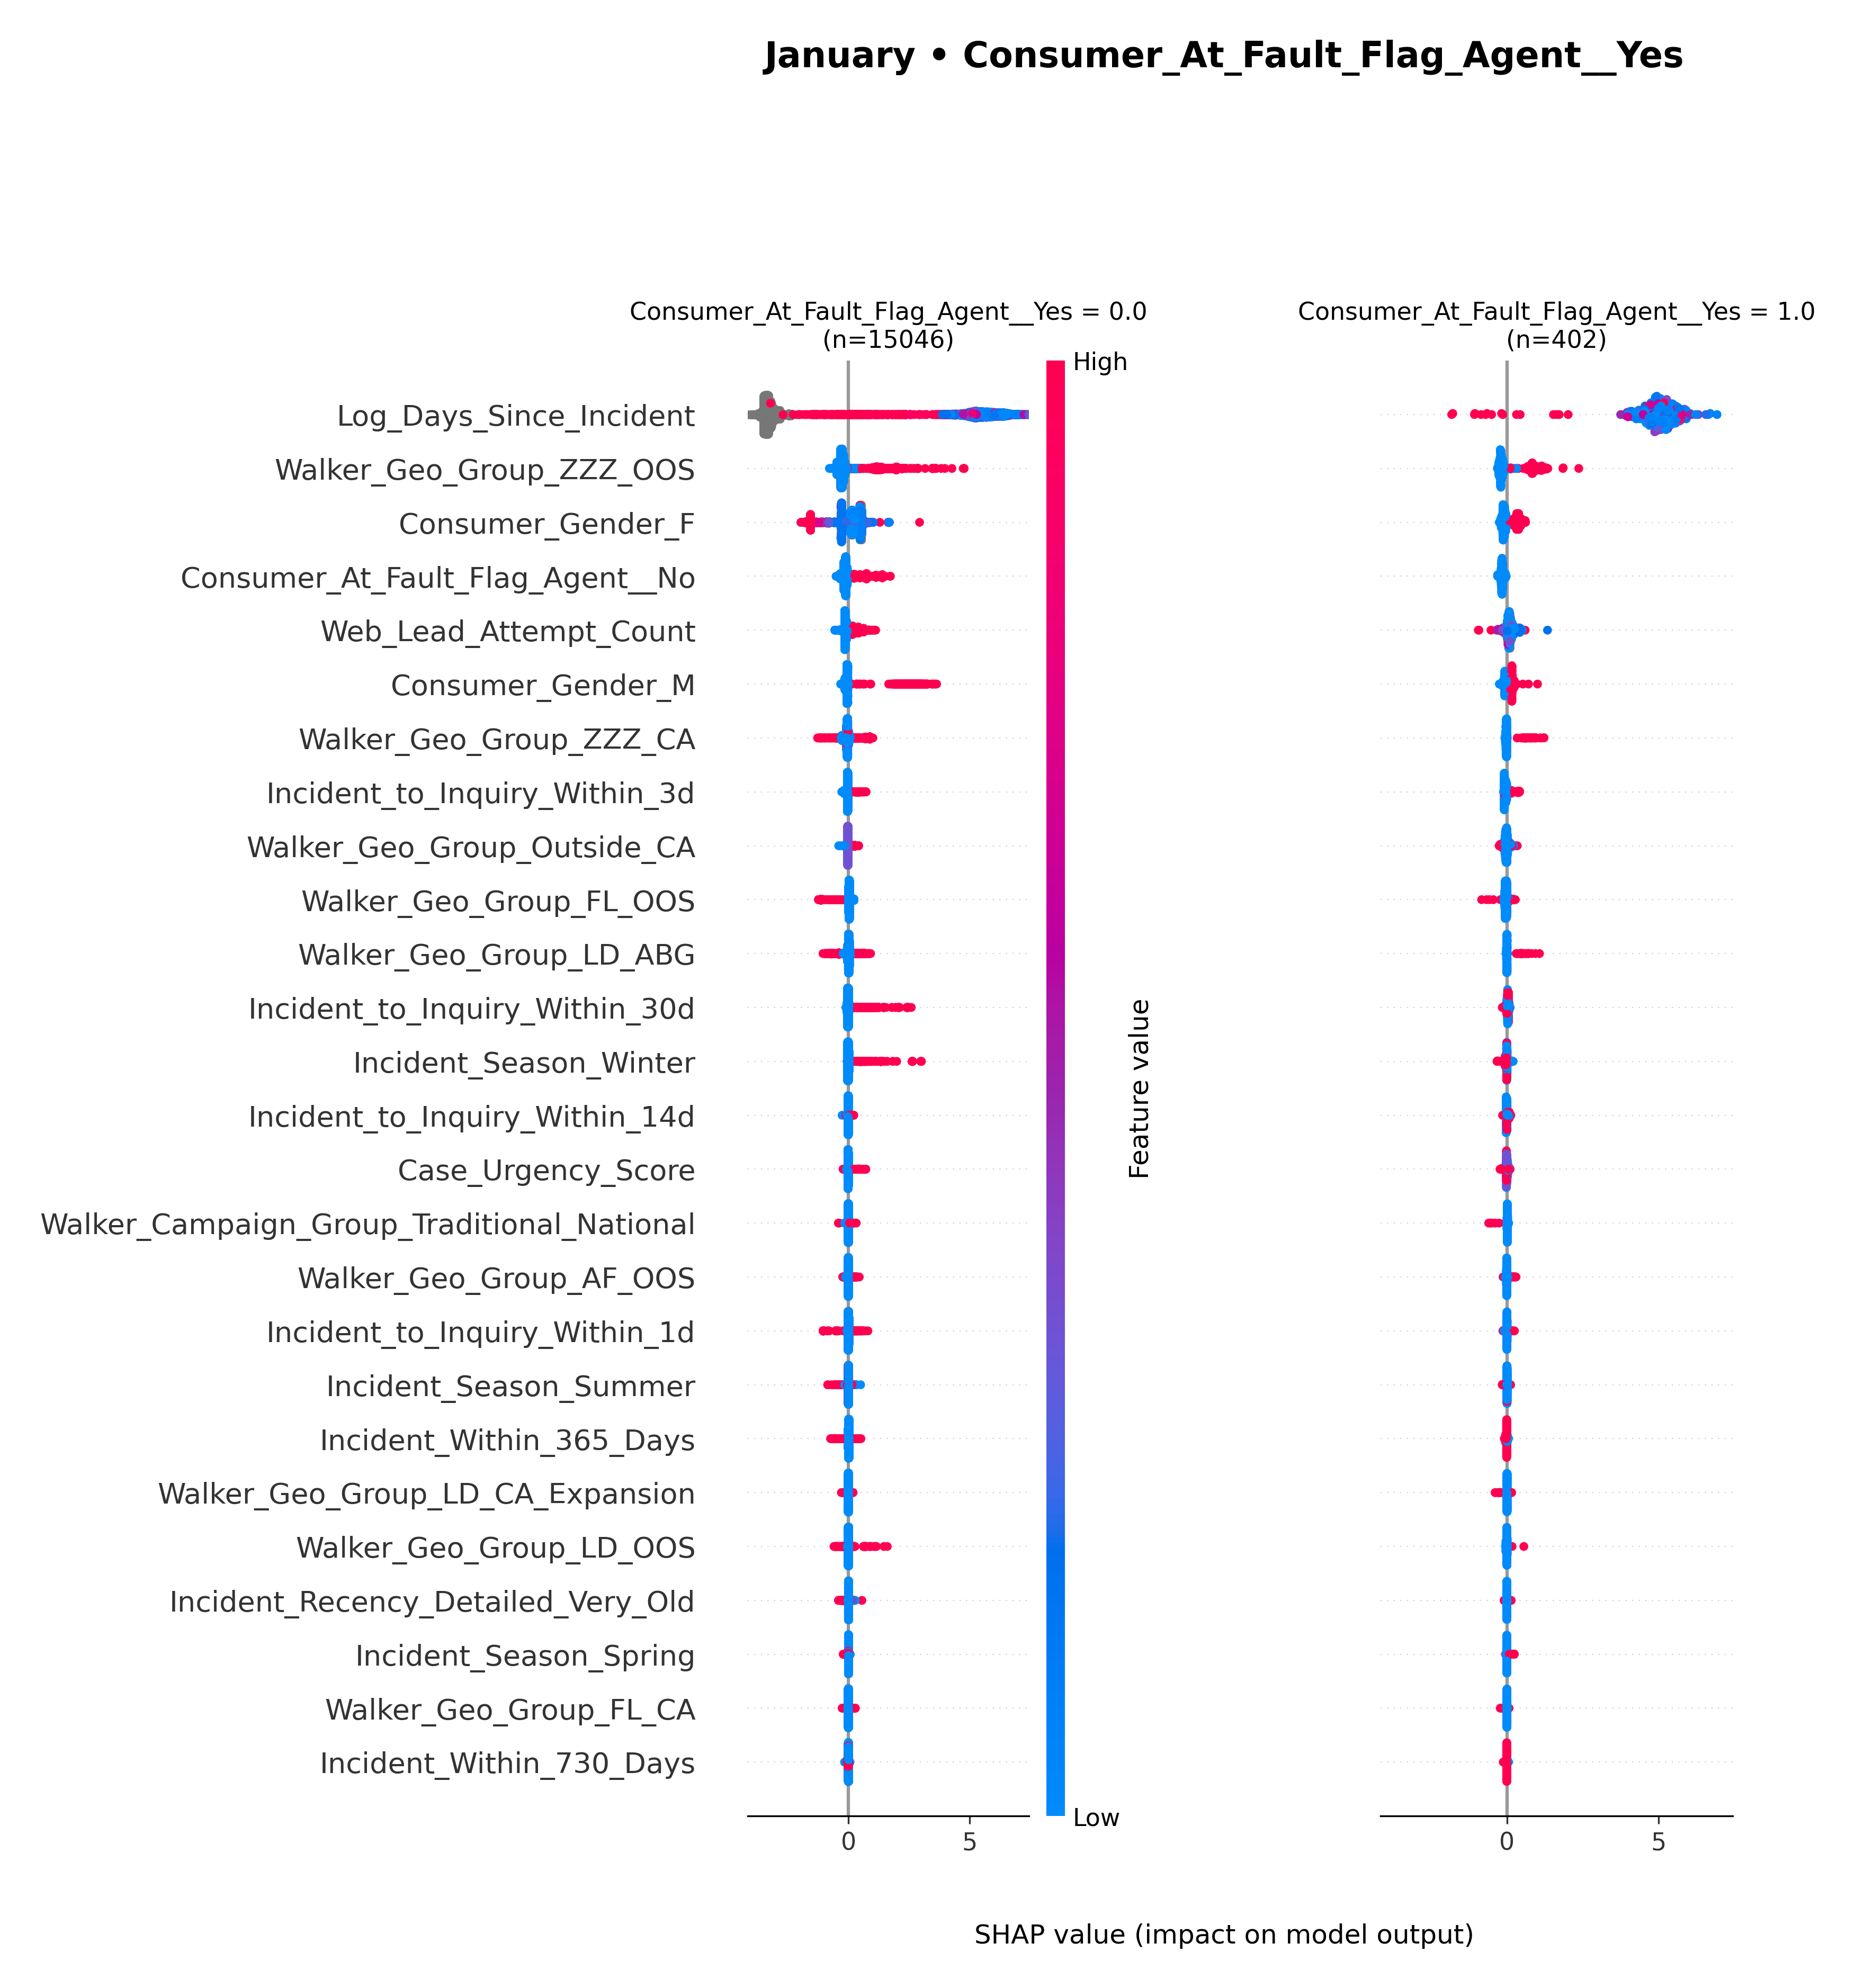 January • Consumer_At_Fault_Flag_Agent__Yes
Consumer_At_Fault_Flag_Agent__Yes = 0.0
(n=15046)
Consumer_At_Fault_Flag_Agent__Yes = 1.0
(n=402)
High
Log_Days_Since_Incident
Walker_Geo_Group_ZZZ_OOS
Consumer_Gender_F
Consumer_At_Fault_Flag_Agent__No
Web_Lead_Attempt_Count
Consumer_Gender_M
Walker_Geo_Group_ZZZ_CA
Incident_to_Inquiry_Within_3d
Walker_Geo_Group_Outside_CA
Walker_Geo_Group_FL_OOS
Walker_Geo_Group_LD_ABG
Incident_to_Inquiry_Within_30d
Incident_Season_Winter
Incident_to_Inquiry_Within_14d
Case_Urgency_Score
Walker_Campaign_Group_Traditional_National
Walker_Geo_Group_AF_OOS
Incident_to_Inquiry_Within_1d
Incident_Season_Summer
Incident_Within_365_Days
Walker_Geo_Group_LD_CA_Expansion
Walker_Geo_Group_LD_OOS
Incident_Recency_Detailed_Very_Old
Incident_Season_Spring
Walker_Geo_Group_FL_CA
Incident_Within_730_Days
Feature value
Low
0 5
0 5
SHAP value (impact on model output)